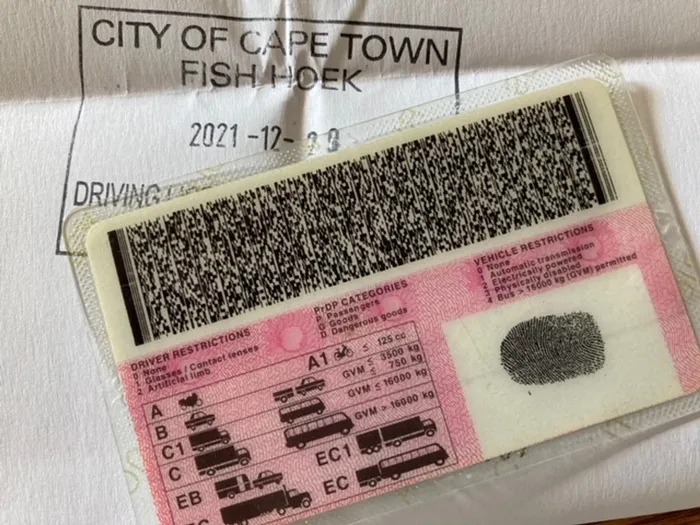 CITY OF CAPE TOWN
FISH HOEK
2021-12-
DRIVING
DRIVER RESTRICTIONS
0 None
1 Glasses / Contact lenses
2 Artificial limb
PrDP CATEGORIES
P Passengers
G Goods
D Dangerous goods
VEHICLE RESTRICTIONS
0 None
1 Automatic transmission
2 Electrically powered
3 Physically disabled
4 Bus > 15000 kg (GVM) permitted
A
A1 ≤ 125 cc
B
GVM ≤ 3500 kg
≤ 750 kg
C1
GVM ≤ 16000 kg
C
GVM > 16000 kg
EB
EC1
EC